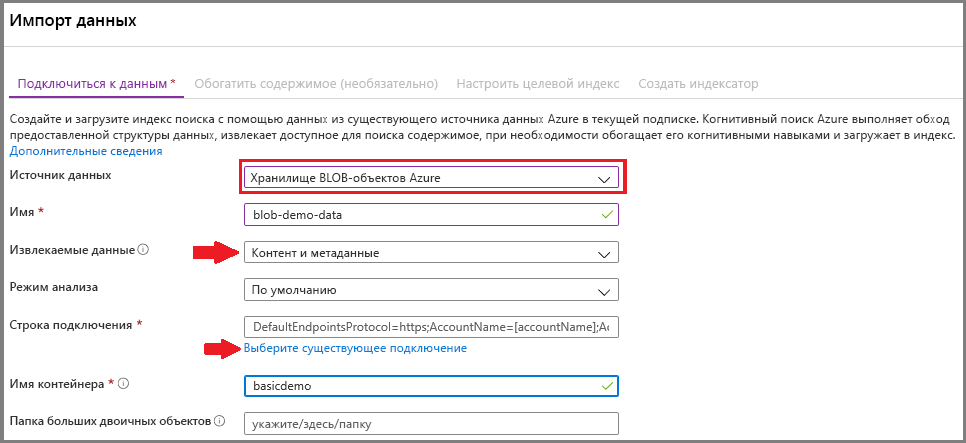 Импорт данных
Подключиться к данным * Обогатить содержимое (необязательно) Настроить целевой индекс Создать индексатор
Создайте и загрузите индекс поиска с помощью данных из существующего источника данных Azure в текущей подписке. Когнитивный поиск Azure выполняет обход
предоставленной структуры данных, извлекает доступное для поиска содержимое, при необходимости обогащает его когнитивными навыками и загружает в индекс.
Дополнительные сведения
Источник данных Хранилище BLOB-объектов Azure
Имя * blob-demo-data
Извлекаемые данные Контент и метаданные
Режим анализа По умолчанию
Строка подключения * DefaultEndpointsProtocol=https;AccountName=[accountName];Ac
Выберите существующее подключение
Имя контейнера * basicdemo
Папка больших двоичных объектов укажите/здесь/папку